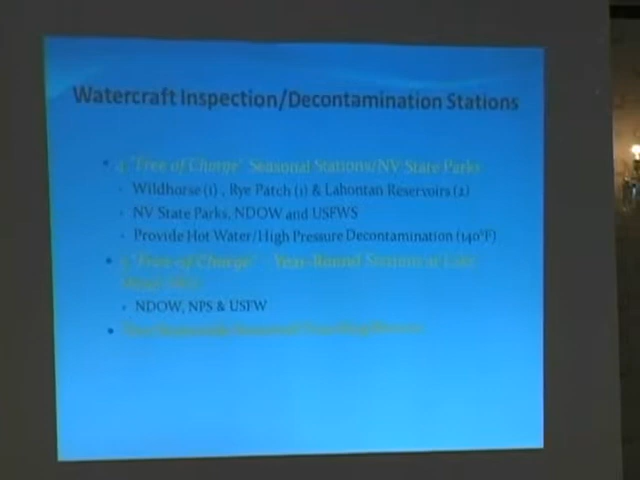 Watercraft Inspection/Decontamination Stations
4 "Free of Charge" Seasonal Stations/NV State Parks
Wildhorse (1) , Rye Patch (1) & Lahontan Reservoirs (2)
NV State Parks, NDOW and USFWS
Provide Hot Water/High Pressure Decontamination (140°F)
"Free of Charge" Year-Round Stations at Lake
NDOW, NPS & USFW